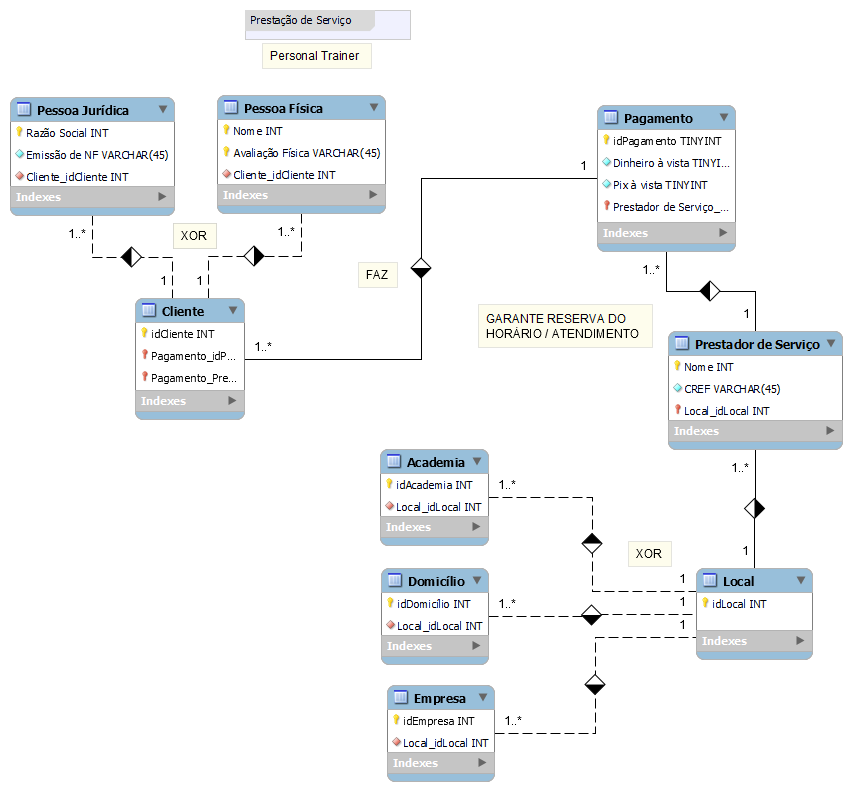 Prestação de Serviço
Personal Trainer
Pessoa Jurídica
Razão Social INT
Emissão de NF VARCHAR(45)
Cliente_idCliente INT
Indexes
Pessoa Física
Nome INT
Avaliação Física VARCHAR(45)
Cliente_idCliente INT
Indexes
Pagamento
idPagamento TINYINT
Dinheiro à vista TINYI...
Pix à vista TINYINT
Prestador de Serviço_...
Indexes
1..*
XOR
1..*
1
1
1
FAZ
1..*
1
Cliente
idCliente INT
Pagamento_idP...
Pagamento_Pre...
Indexes
1..*
GARANTE RESERVA DO
HORÁRIO / ATENDIMENTO
Prestador de Serviço
Nome INT
CREF VARCHAR(45)
Local_idLocal INT
Indexes
1..*
1
Academia
idAcademia INT
Local_idLocal INT
Indexes
1..*
XOR
1
Domicílio
idDomicílio INT
Local_idLocal INT
Indexes
1..*
1
1
Local
idLocal INT
Indexes
Empresa
idEmpresa INT
Local_idLocal INT
Indexes
1..*